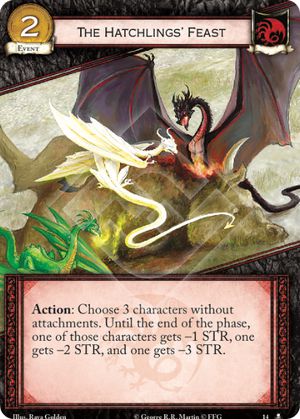 2
THE HATCHLINGS' FEAST
EVENT
Action: Choose 3 characters without
attachments. Until the end of the phase,
one of those characters gets –1 STR, one
gets –2 STR, and one gets –3 STR.
Illus. Raya Golden
© George R.R. Martin © FFG
14